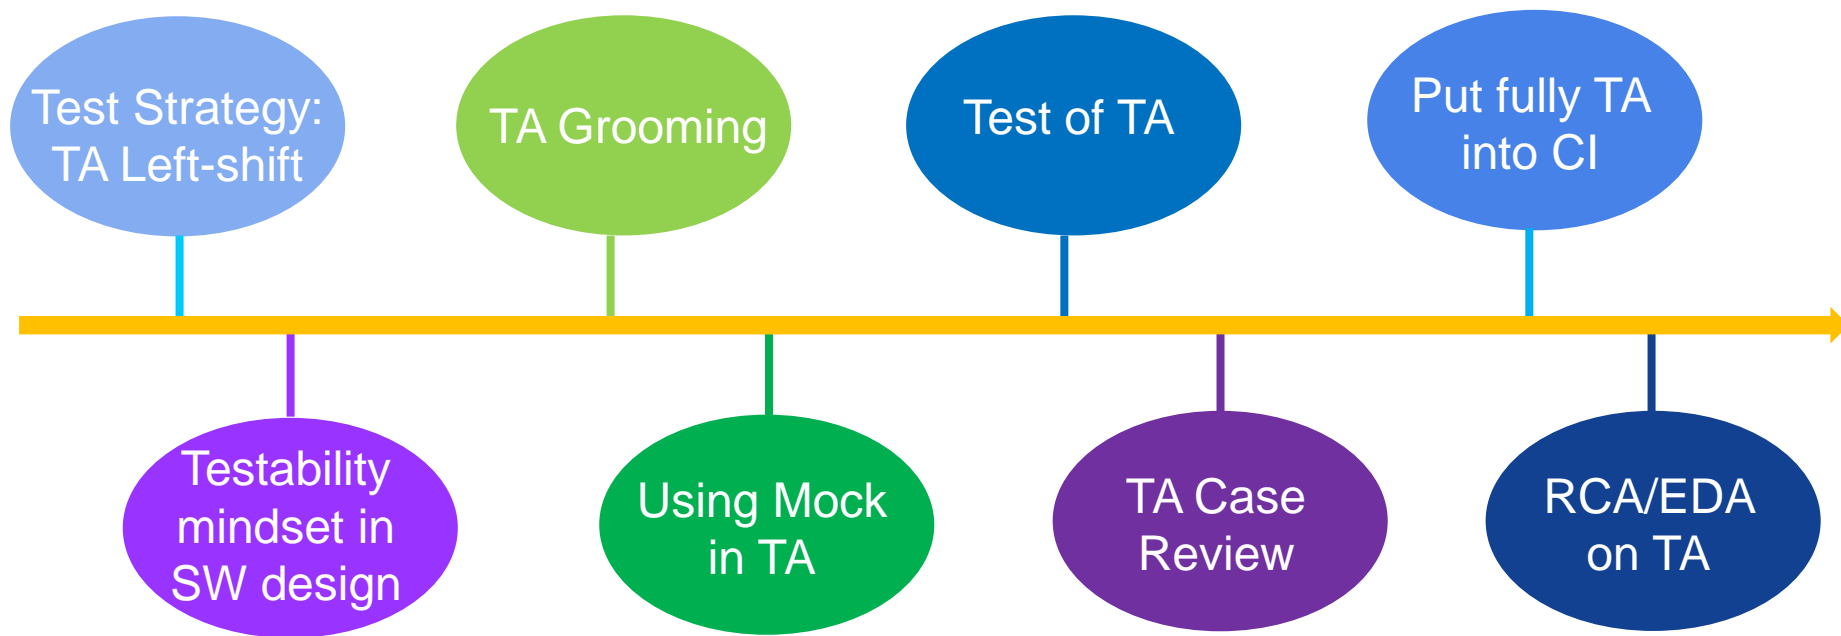 Test Strategy:
TA Left-shift
TA Grooming
Test of TA
Put fully TA
into CI
Testability
mindset in
SW design
Using Mock
in TA
TA Case
Review
RCA/EDA
on TA